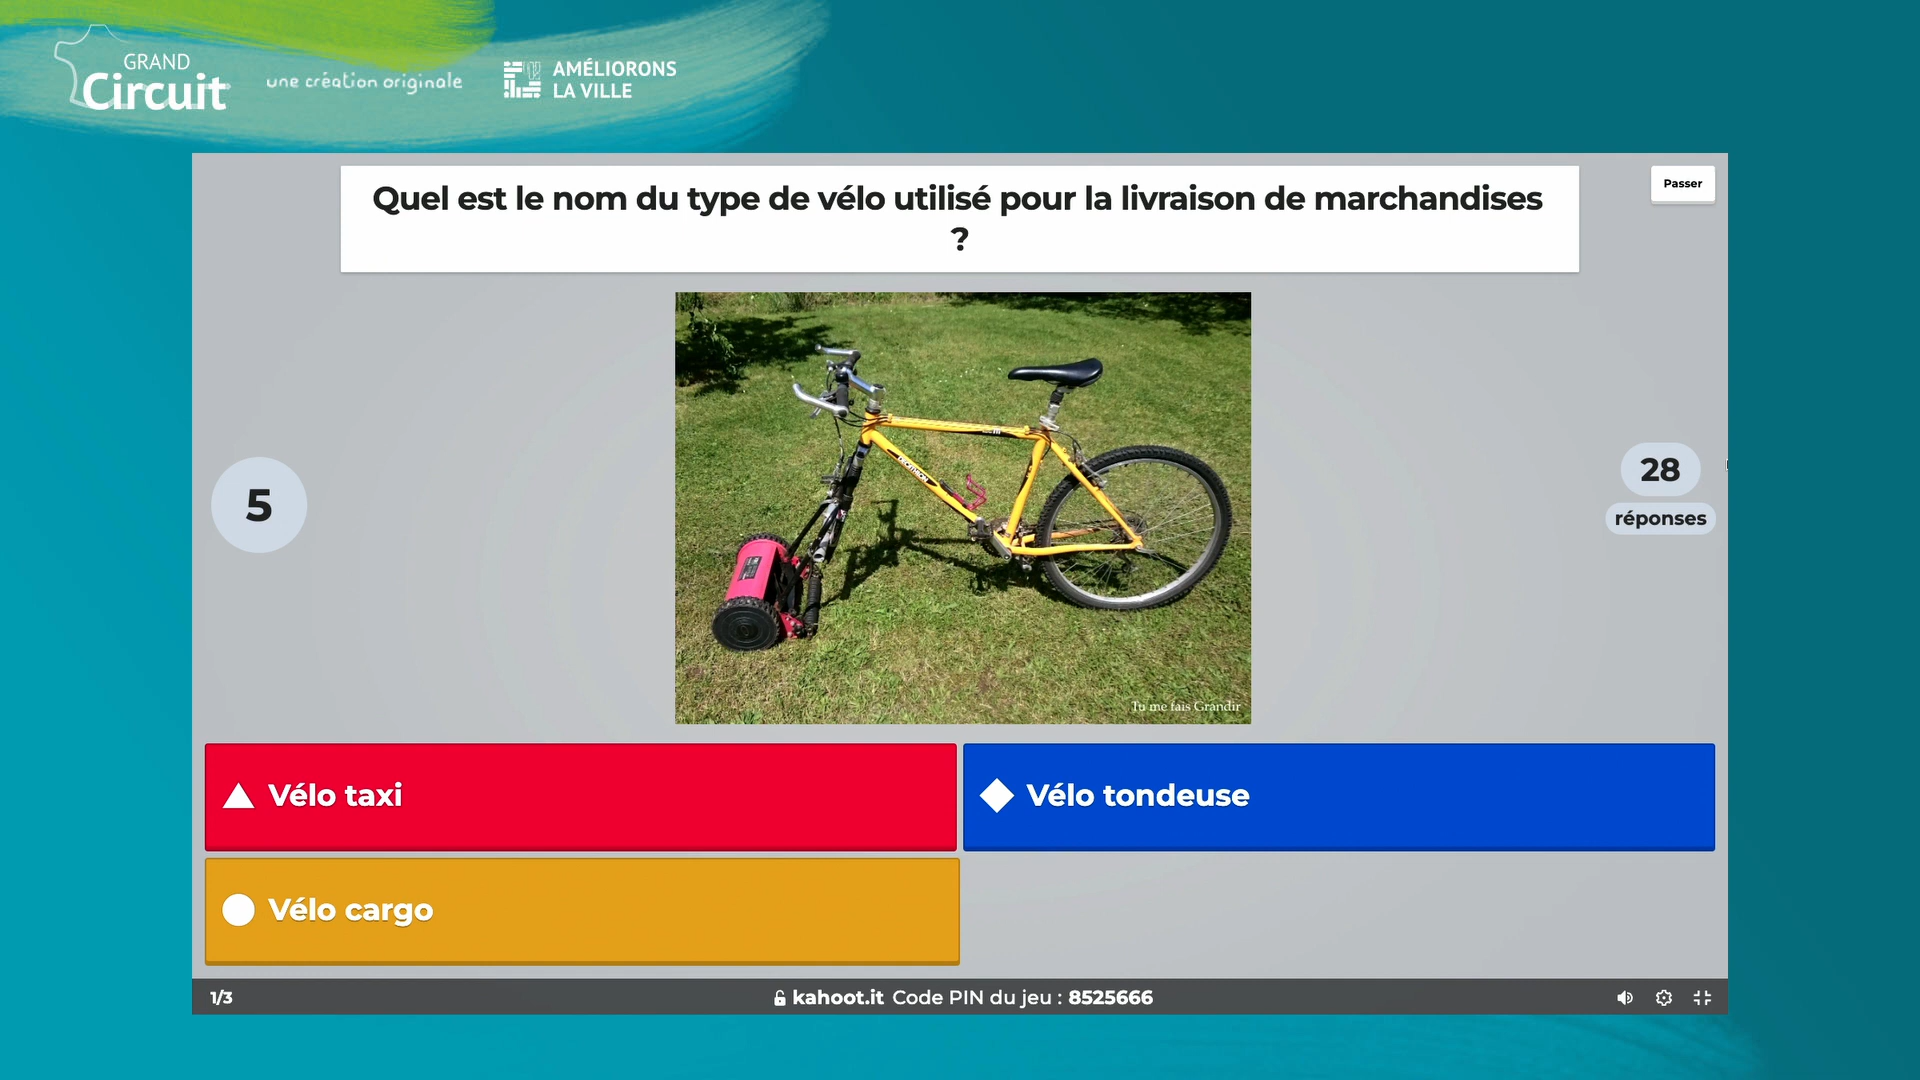 GRAND
Circuit
une création originale
AMÉLIORONS
LA VILLE
Quel est le nom du type de vélo utilisé pour la livraison de marchandises
?
Passer
5
28
réponses
DECATHLON
Tu me fais Grandir
Vélo taxi
Vélo tondeuse
Vélo cargo
1/3
kahoot.it Code PIN du jeu : 8525666